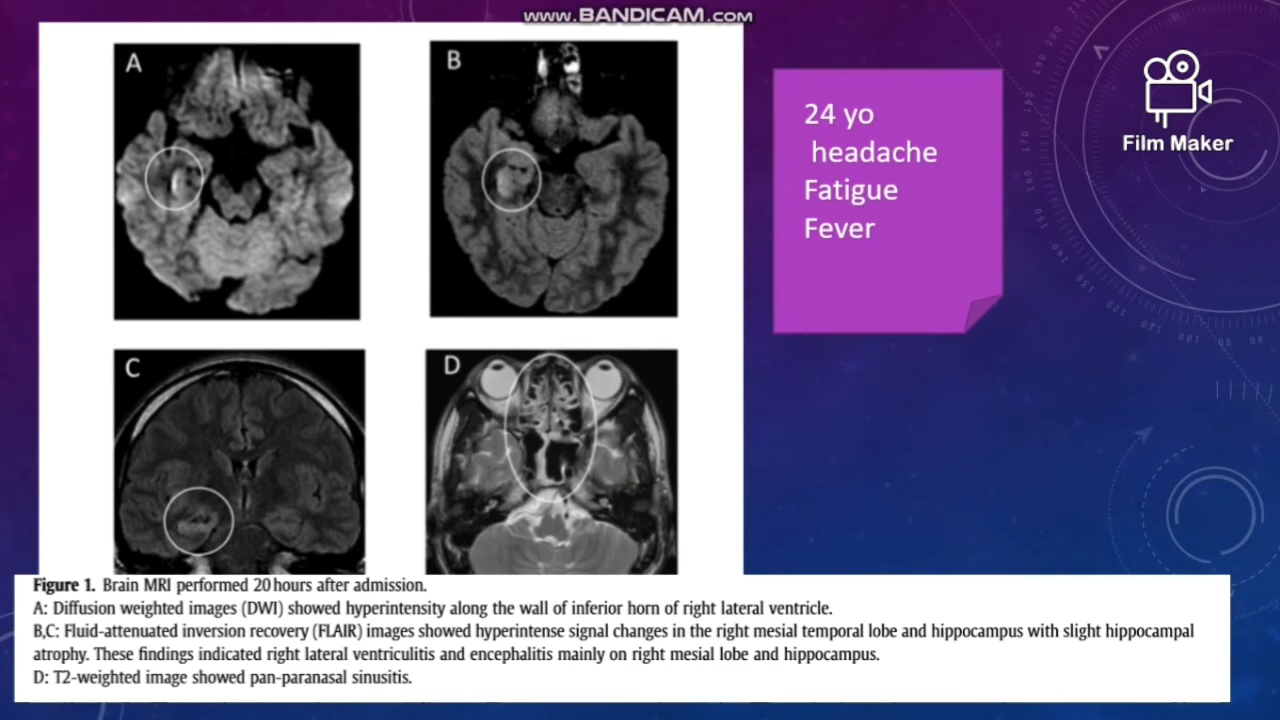 www.BANDICAM.com
A
B
C
D
24 yo
headache
Fatigue
Fever
Film Maker
Figure 1. Brain MRI performed 20 hours after admission.
A: Diffusion weighted images (DWI) showed hyperintensity along the wall of inferior horn of right lateral ventricle.
B,C: Fluid-attenuated inversion recovery (FLAIR) images showed hyperintense signal changes in the right mesial temporal lobe and hippocampus with slight hippocampal
atrophy. These findings indicated right lateral ventriculitis and encephalitis mainly on right mesial lobe and hippocampus.
D: T2-weighted image showed pan-paranasal sinusitis.